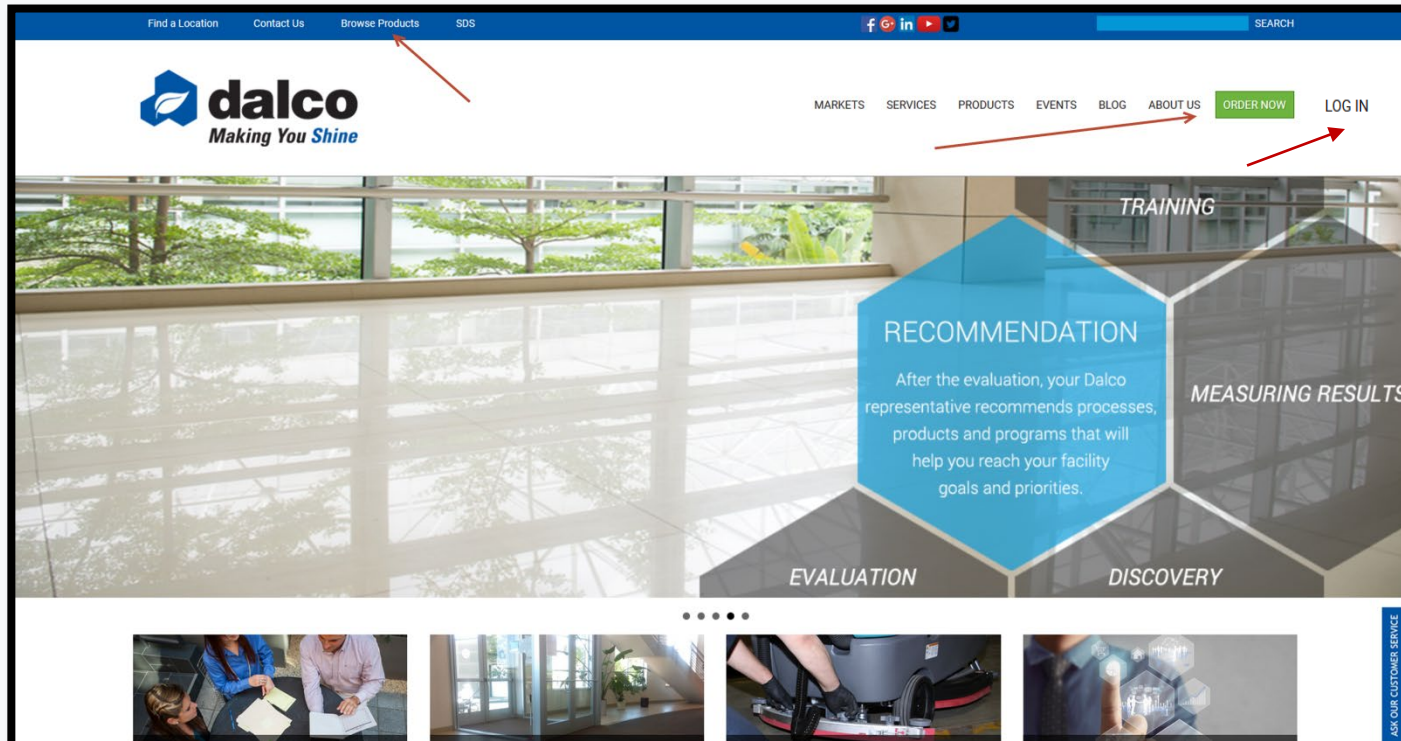 Find a Location Contact Us Browse Products SDS SEARCH
dalco
Making You Shine
MARKETS SERVICES PRODUCTS EVENTS BLOG ABOUT US ORDER NOW LOG IN
TRAINING
RECOMMENDATION
After the evaluation, your Dalco
representative recommends processes,
products and programs that will
help you reach your facility
goals and priorities.
MEASURING RESULTS
EVALUATION
DISCOVERY
ASK OUR CUSTOMER SERVICE